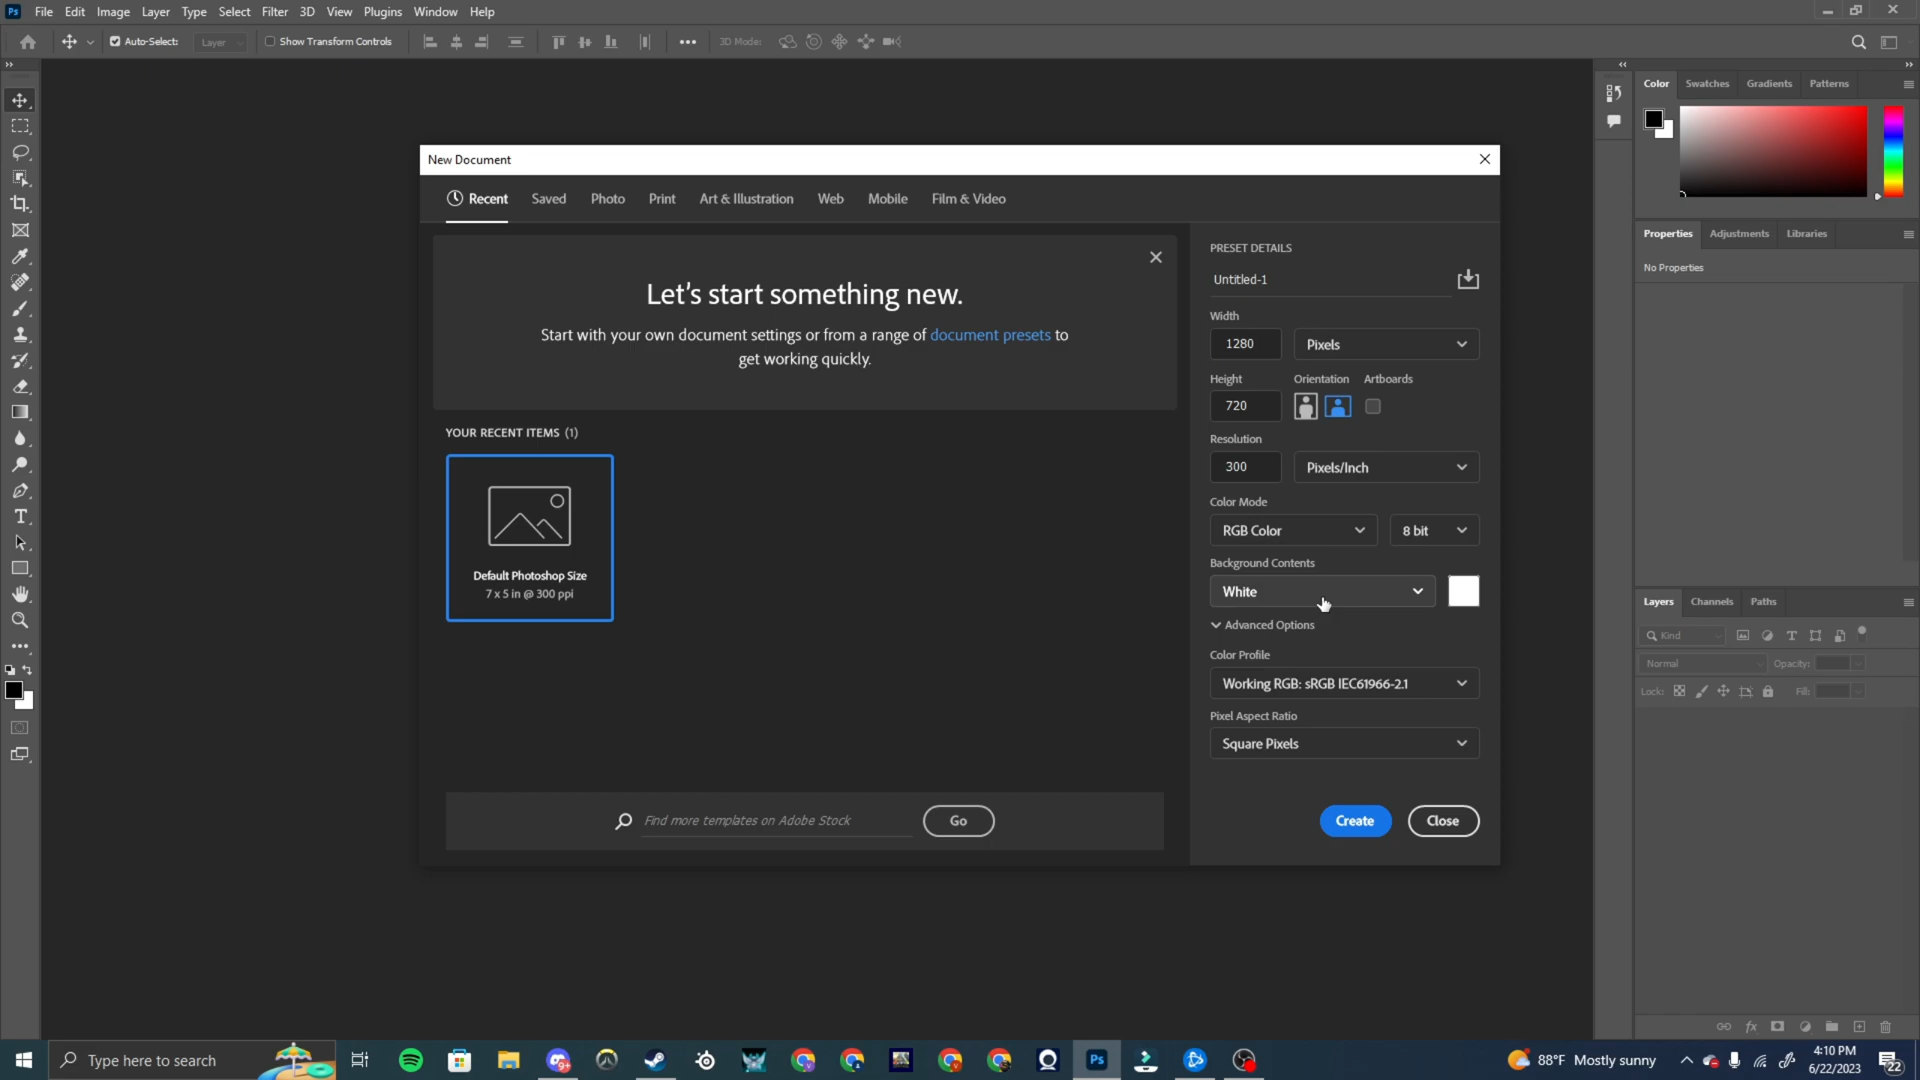 Ps File Edit Image Layer Type Select Filter 3D View Plugins Window Help
Auto-Select: Layer Show Transform Controls 3D Mode:
Color Swatches Gradients Patterns
New Document
Recent Saved Photo Print Art & Illustration Web Mobile Film & Video
Let's start something new.
Start with your own document settings or from a range of document presets to
get working quickly.
YOUR RECENT ITEMS (1)
Default Photoshop Size
7 x 5 in @ 300 ppi
Find more templates on Adobe Stock Go
PRESET DETAILS
Untitled-1
Width
1280 Pixels
Height Orientation Artboards
720
Resolution
300 Pixels/Inch
Color Mode
RGB Color 8 bit
Background Contents
White
Advanced Options
Color Profile
Working RGB: sRGB IEC61966-2.1
Pixel Aspect Ratio
Square Pixels
Create Close
Properties Adjustments Libraries
No Properties
Layers Channels Paths
Kind
Normal Opacity:
Lock: Fill:
Type here to search
9+
Ps
88°F Mostly sunny
4:10 PM
6/22/2023
22